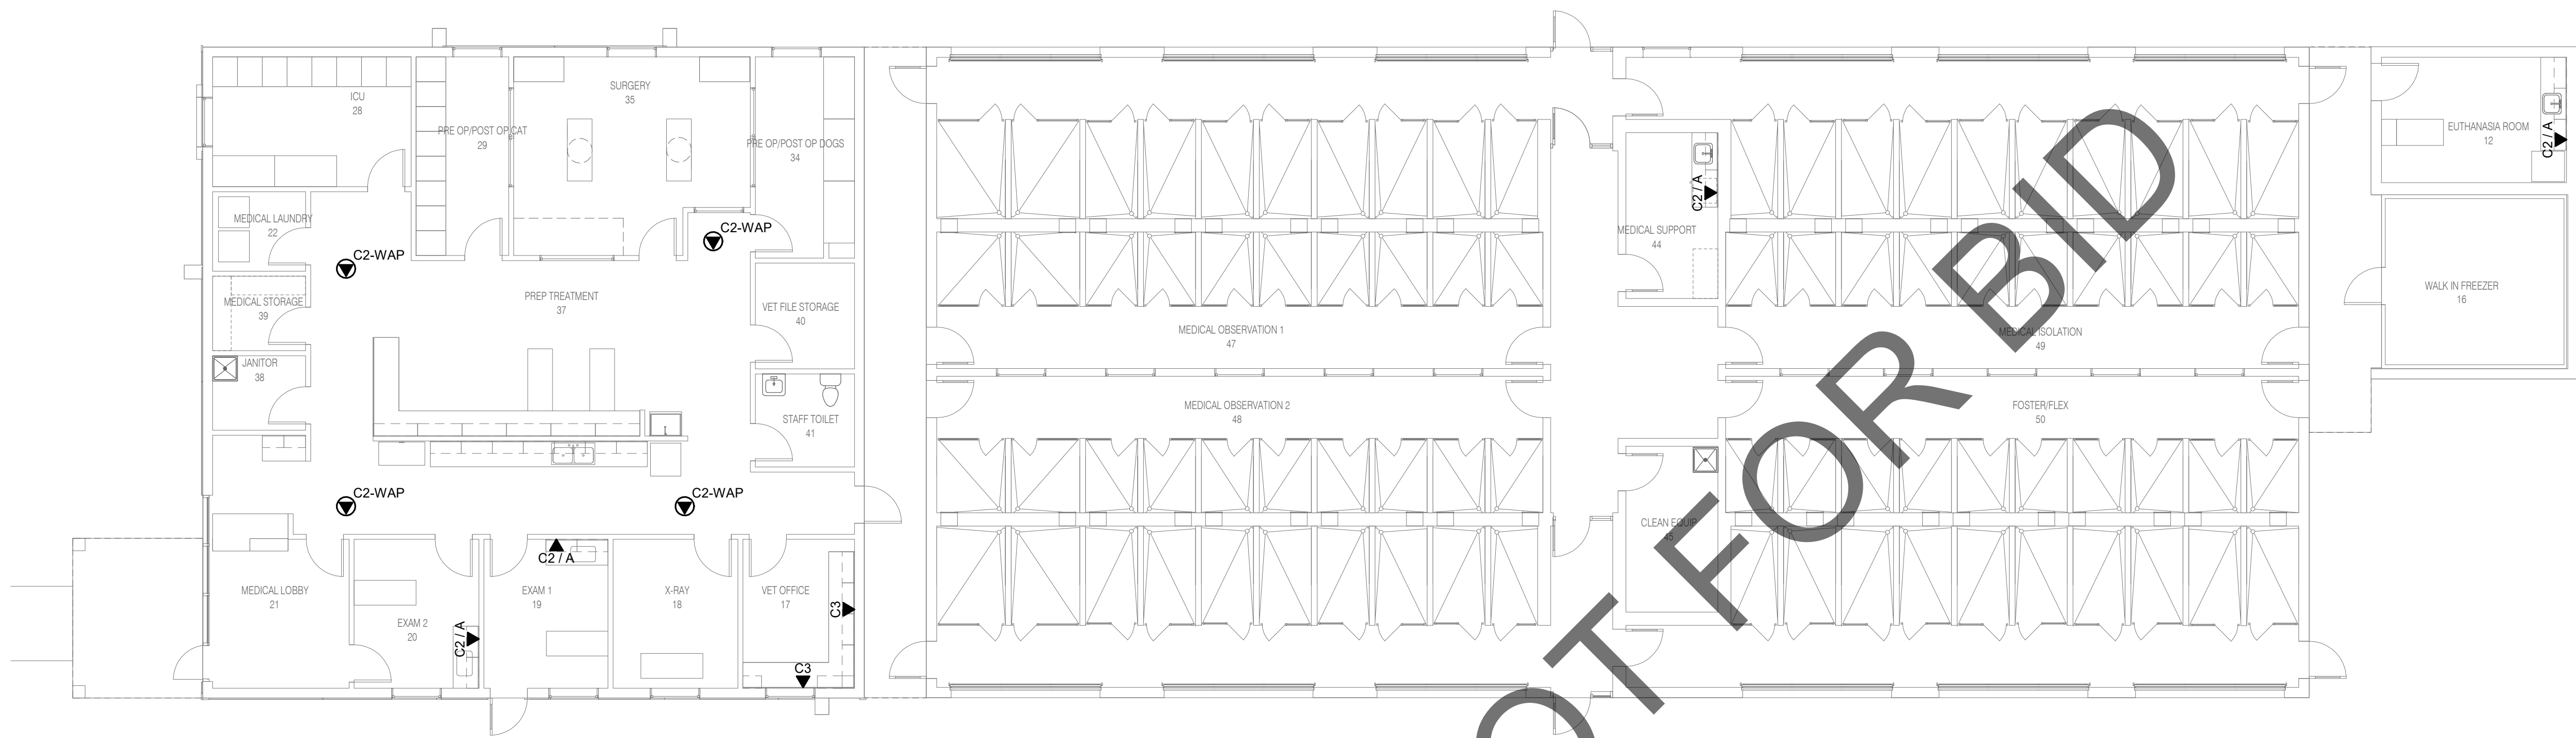 ICU
28
PRE OP/POST OP CAT
29
SURGERY
35
PRE OP/POST OP DOGS
34
EUTHANASIA ROOM
12
C2 / A
C2 / A
MEDICAL LAUNDRY
22
C2-WAP
C2-WAP
MEDICAL SUPPORT
44
MEDICAL STORAGE
39
PREP TREATMENT
37
VET FILE STORAGE
40
MEDICAL OBSERVATION 1
47
MEDICAL ISOLATION
49
WALK IN FREEZER
16
JANITOR
38
STAFF TOILET
41
MEDICAL OBSERVATION 2
48
FOSTER/FLEX
50
C2-WAP
C2-WAP
CLEAN EQUIP
45
C2 / A
MEDICAL LOBBY
21
EXAM 2
20
C2 / A
EXAM 1
19
X-RAY
18
VET OFFICE
17
C3
C3
OT FOR BID